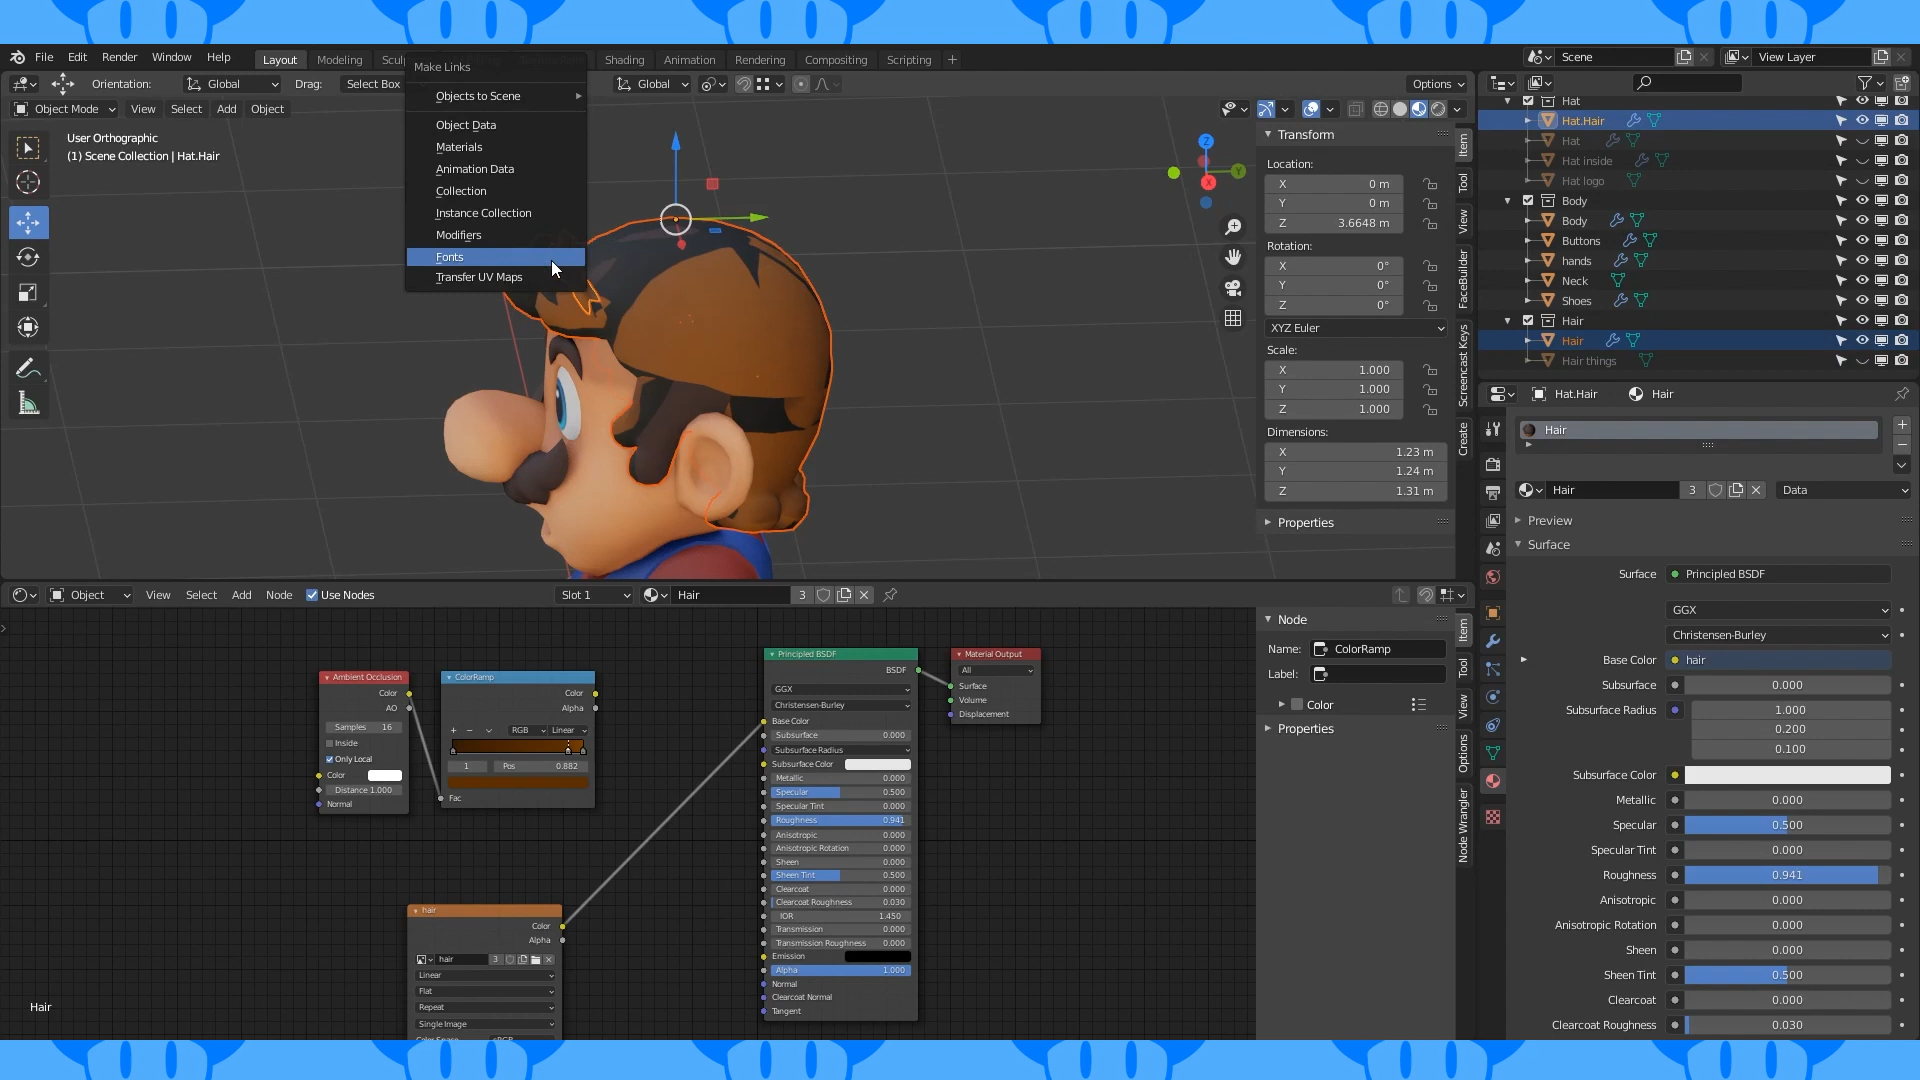 File Edit Render Window Help Layout Modeling Sculp Shading Animation Rendering Compositing Scripting + Scene View Layer
Orientation: Global Drag: Select Box Global Options
Object Mode View Select Add Object
User Orthographic
(1) Scene Collection | Hat.Hair
Make Links
Objects to Scene
Object Data
Materials
Animation Data
Collection
Instance Collection
Modifiers
Fonts
Transfer UV Maps
Z
Y
X
Transform
Location:
X 0 m
Y 0 m
Z 3.6648 m
Rotation:
X 0°
Y 0°
Z 0°
XYZ Euler
Scale:
X 1.000
Y 1.000
Z 1.000
Dimensions:
X 1.23 m
Y 1.24 m
Z 1.31 m
Properties
Item
Tool
View
FaceBuilder
Screencast Keys
Create
Hat
Hat.Hair
Hat
Hat inside
Hat logo
Body
Body
Buttons
hands
Neck
Shoes
Hair
Hair
Hair things
Hat.Hair Hair
Hair
Hair 3 Data
Preview
Surface
Surface Principled BSDF
GGX
Christensen-Burley
Base Color hair
Subsurface 0.000
Subsurface Radius 1.000
0.200
0.100
Subsurface Color
Metallic 0.000
Specular 0.500
Specular Tint 0.000
Roughness 0.941
Anisotropic 0.000
Anisotropic Rotation 0.000
Sheen 0.000
Sheen Tint 0.500
Clearcoat 0.000
Clearcoat Roughness 0.030
Object View Select Add Node Use Nodes Slot 1 Hair 3
Ambient Occlusion
Color
AO
Samples 16
Inside
Only Local
Color
Distance 1.000
Normal
ColorRamp
Color
Alpha
+ − RGB Linear
1 Pos 0.882
Fac
hair
Color
Alpha
hair 3
Linear
Flat
Repeat
Single Image
Color Space sRGB
Principled BSDF
BSDF
GGX
Christensen-Burley
Base Color
Subsurface 0.000
Subsurface Radius
Subsurface Color
Metallic 0.000
Specular 0.500
Specular Tint 0.000
Roughness 0.941
Anisotropic 0.000
Anisotropic Rotation 0.000
Sheen 0.000
Sheen Tint 0.500
Clearcoat 0.000
Clearcoat Roughness 0.030
IOR 1.450
Transmission 0.000
Transmission Roughness 0.000
Emission
Alpha 1.000
Normal
Clearcoat Normal
Tangent
Material Output
All
Surface
Volume
Displacement
Node
Name: ColorRamp
Label:
Color
Properties
Item
Tool
View
Options
Node Wrangler
Hair